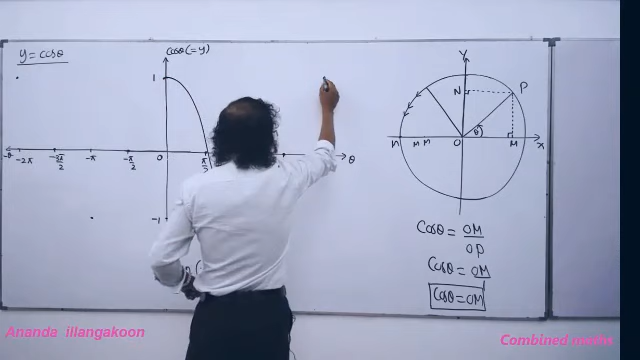 y = cosθ
cosθ (= y)
1
-θ -2π -3π/2 -π -π/2 0 π/2 θ
-1
Y
N P
θ
M M M O M X
Cosθ = OM/OP
Cosθ = OM
Cosθ = OM
Ananda illangakoon
Combined maths